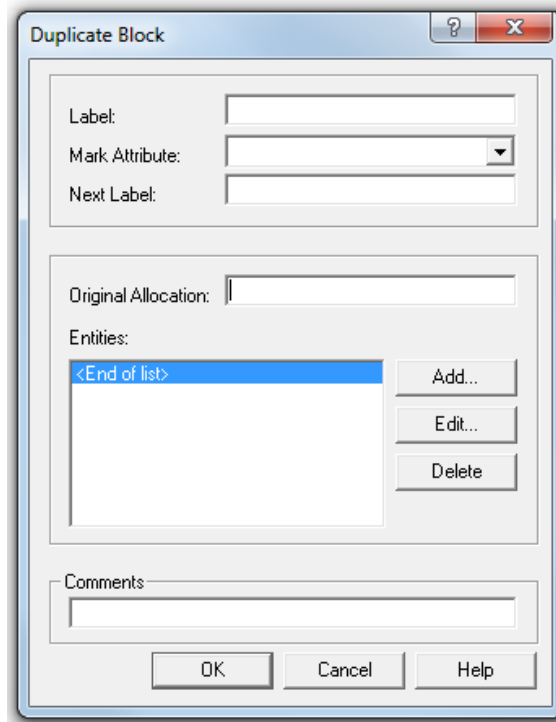 Duplicate Block
Label:
Mark Attribute:
Next Label:
Original Allocation:
Entities:
<End of list>
Add...
Edit...
Delete
Comments
OK Cancel Help